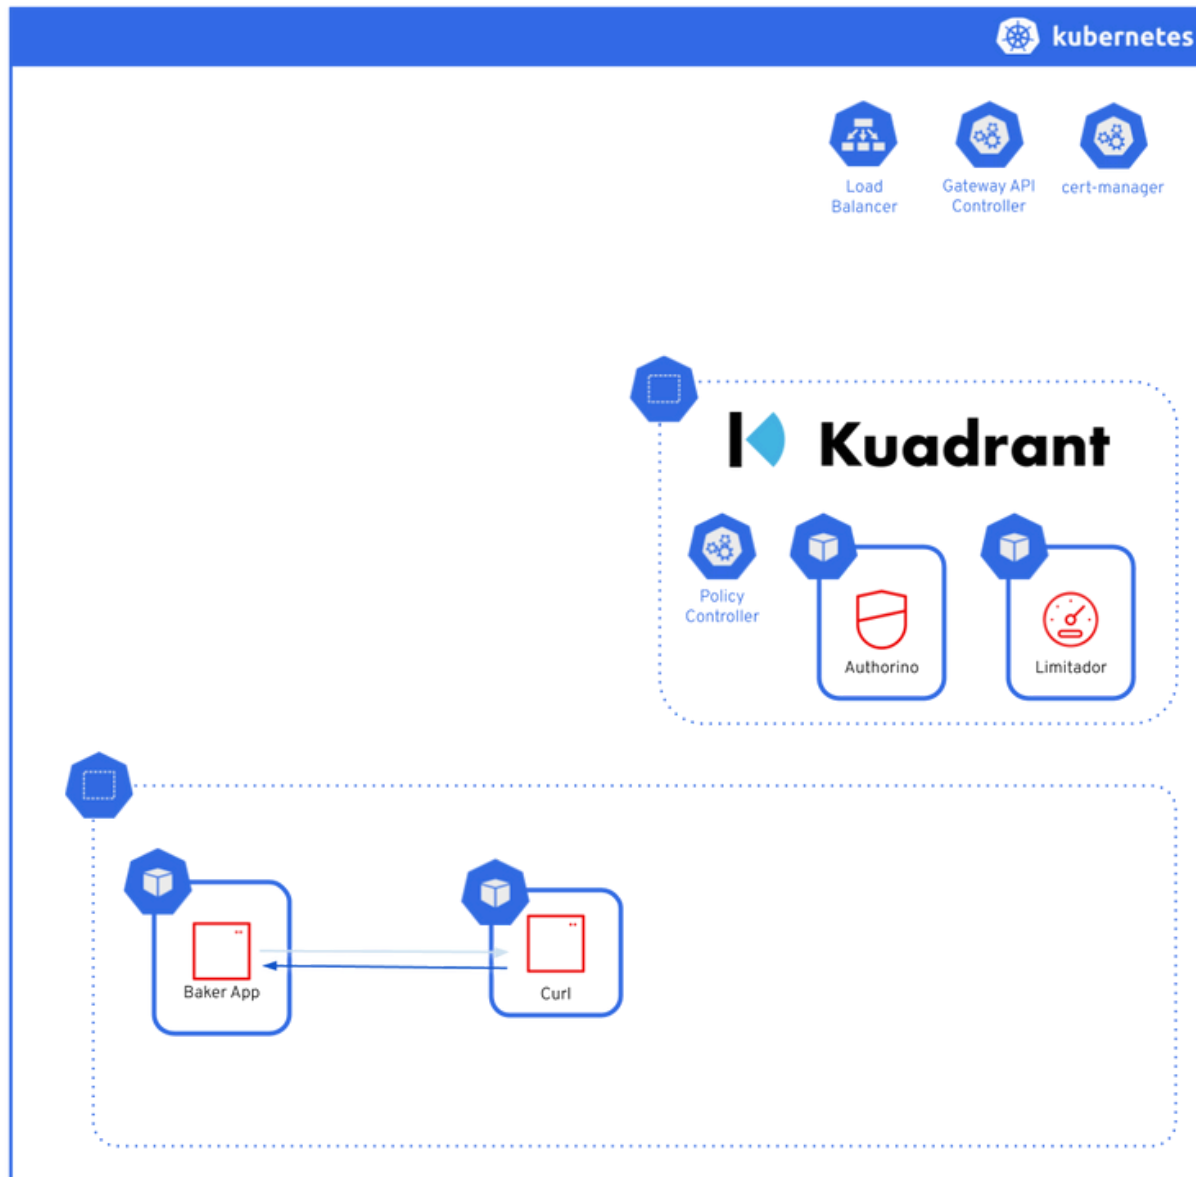 kubernetes
Load
Balancer
Gateway API
Controller
cert-manager
Kuadrant
Policy
Controller
Authorino
Limitador
Baker App
Curl